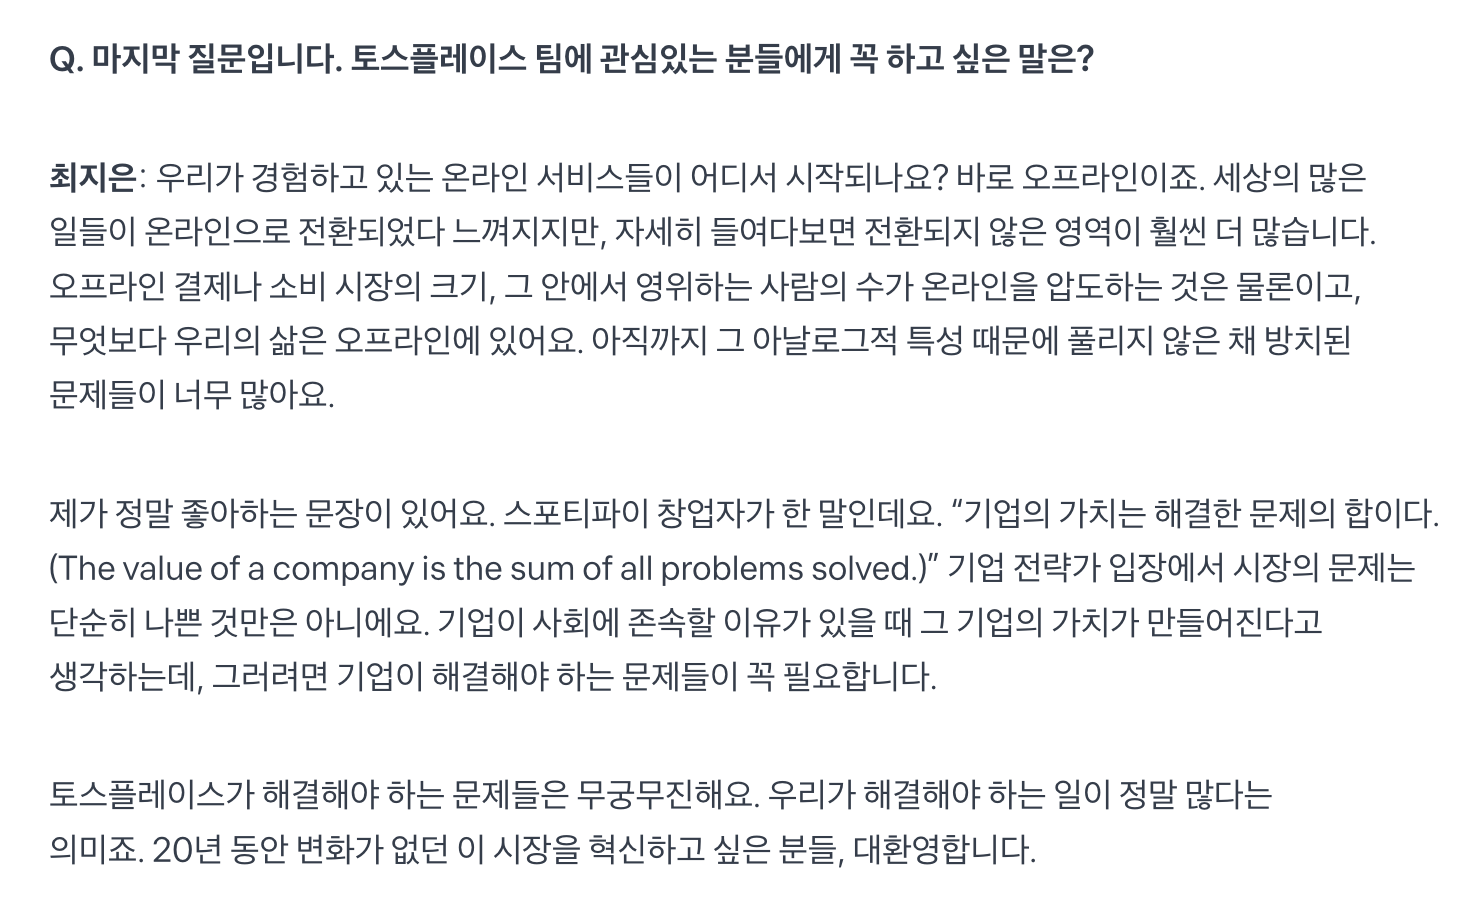 Q. 마지막 질문입니다. 토스플레이스 팀에 관심있는 분들에게 꼭 하고 싶은 말은?
최지은: 우리가 경험하고 있는 온라인 서비스들이 어디서 시작되나요? 바로 오프라인이죠. 세상의 많은
일들이 온라인으로 전환되었다 느껴지지만, 자세히 들여다보면 전환되지 않은 영역이 훨씬 더 많습니다.
오프라인 결제나 소비 시장의 크기, 그 안에서 영위하는 사람의 수가 온라인을 압도하는 것은 물론이고,
무엇보다 우리의 삶은 오프라인에 있어요. 아직까지 그 아날로그적 특성 때문에 풀리지 않은 채 방치된
문제들이 너무 많아요.
제가 정말 좋아하는 문장이 있어요. 스포티파이 창업자가 한 말인데요. “기업의 가치는 해결한 문제의 합이다.
(The value of a company is the sum of all problems solved.)” 기업 전략가 입장에서 시장의 문제는
단순히 나쁜 것만은 아니에요. 기업이 사회에 존속할 이유가 있을 때 그 기업의 가치가 만들어진다고
생각하는데, 그러려면 기업이 해결해야 하는 문제들이 꼭 필요합니다.
토스플레이스가 해결해야 하는 문제들은 무궁무진해요. 우리가 해결해야 하는 일이 정말 많다는
의미죠. 20년 동안 변화가 없던 이 시장을 혁신하고 싶은 분들, 대환영합니다.